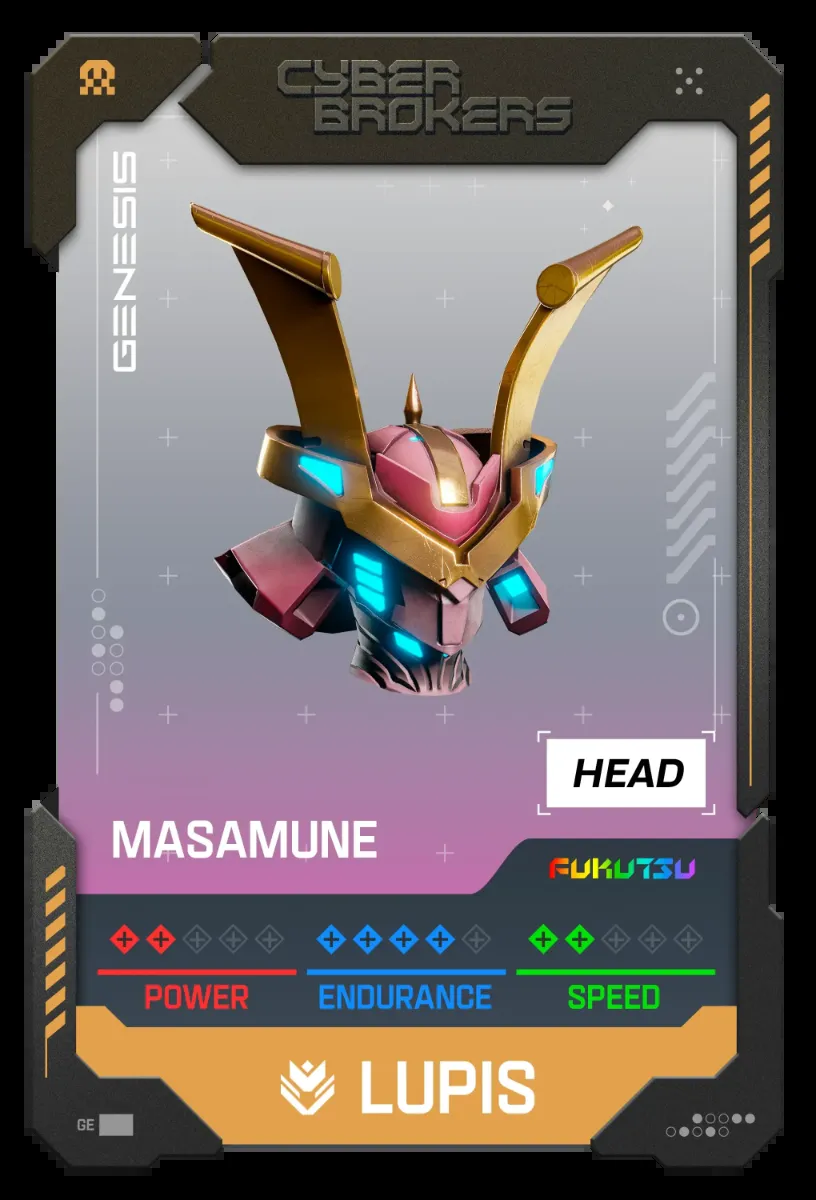 CYBER
BROKERS
GENESIS
HEAD
MASAMUNE
FUKUTSU
POWER
ENDURANCE
SPEED
LUPIS
GE